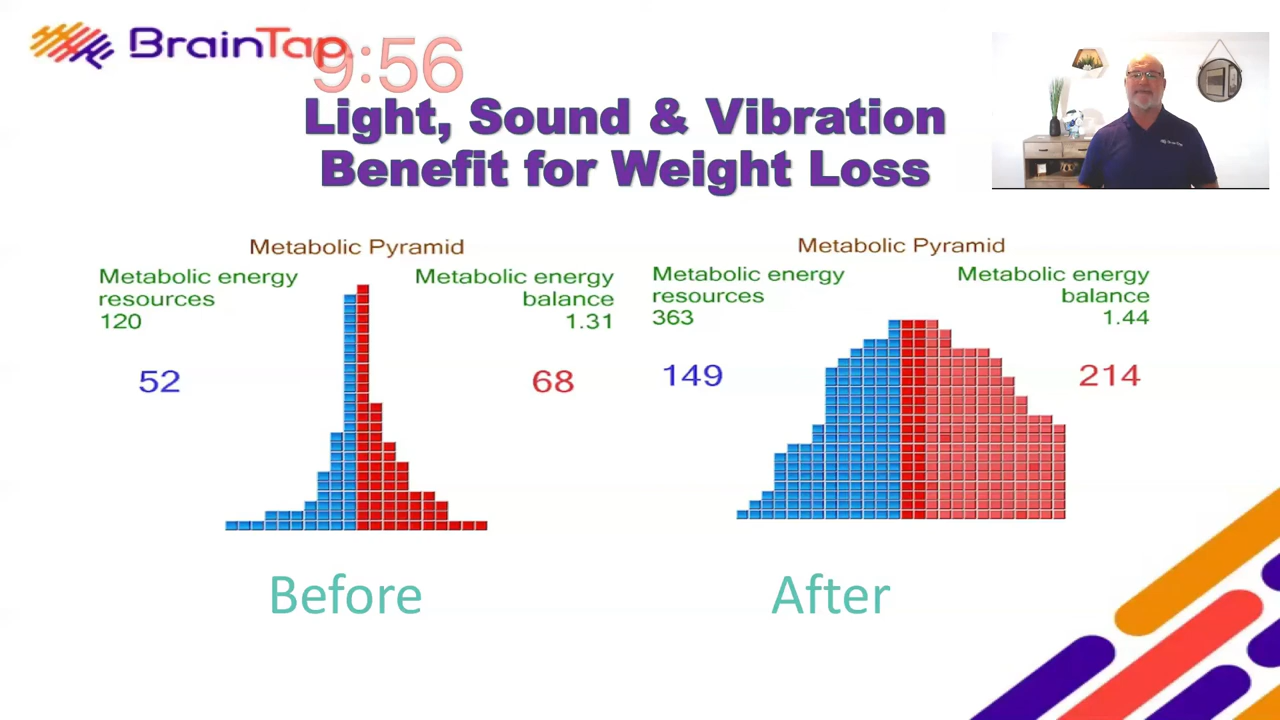 BrainTap
9:56
Light, Sound & Vibration
Benefit for Weight Loss
Metabolic Pyramid
Metabolic energy
resources
120
Metabolic energy
balance
1.31
52
68
Before
Metabolic Pyramid
Metabolic energy
resources
363
Metabolic energy
balance
1.44
149
214
After